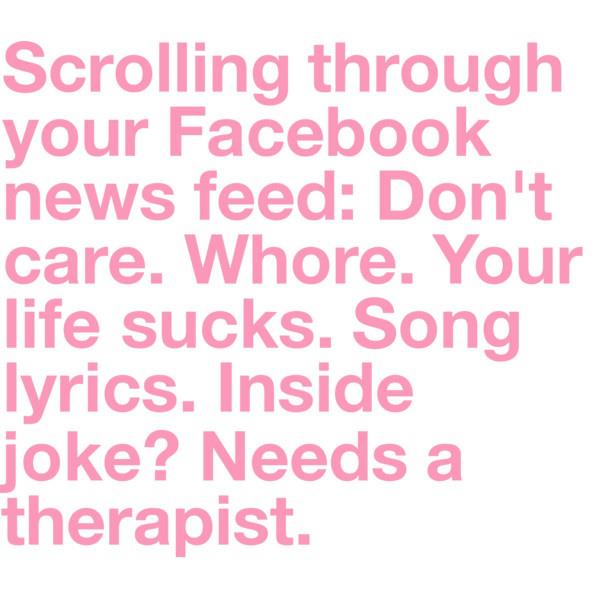 Scrolling through
your Facebook
news feed: Don't
care. Whore. Your
life sucks. Song
lyrics. Inside
joke? Needs a
therapist.